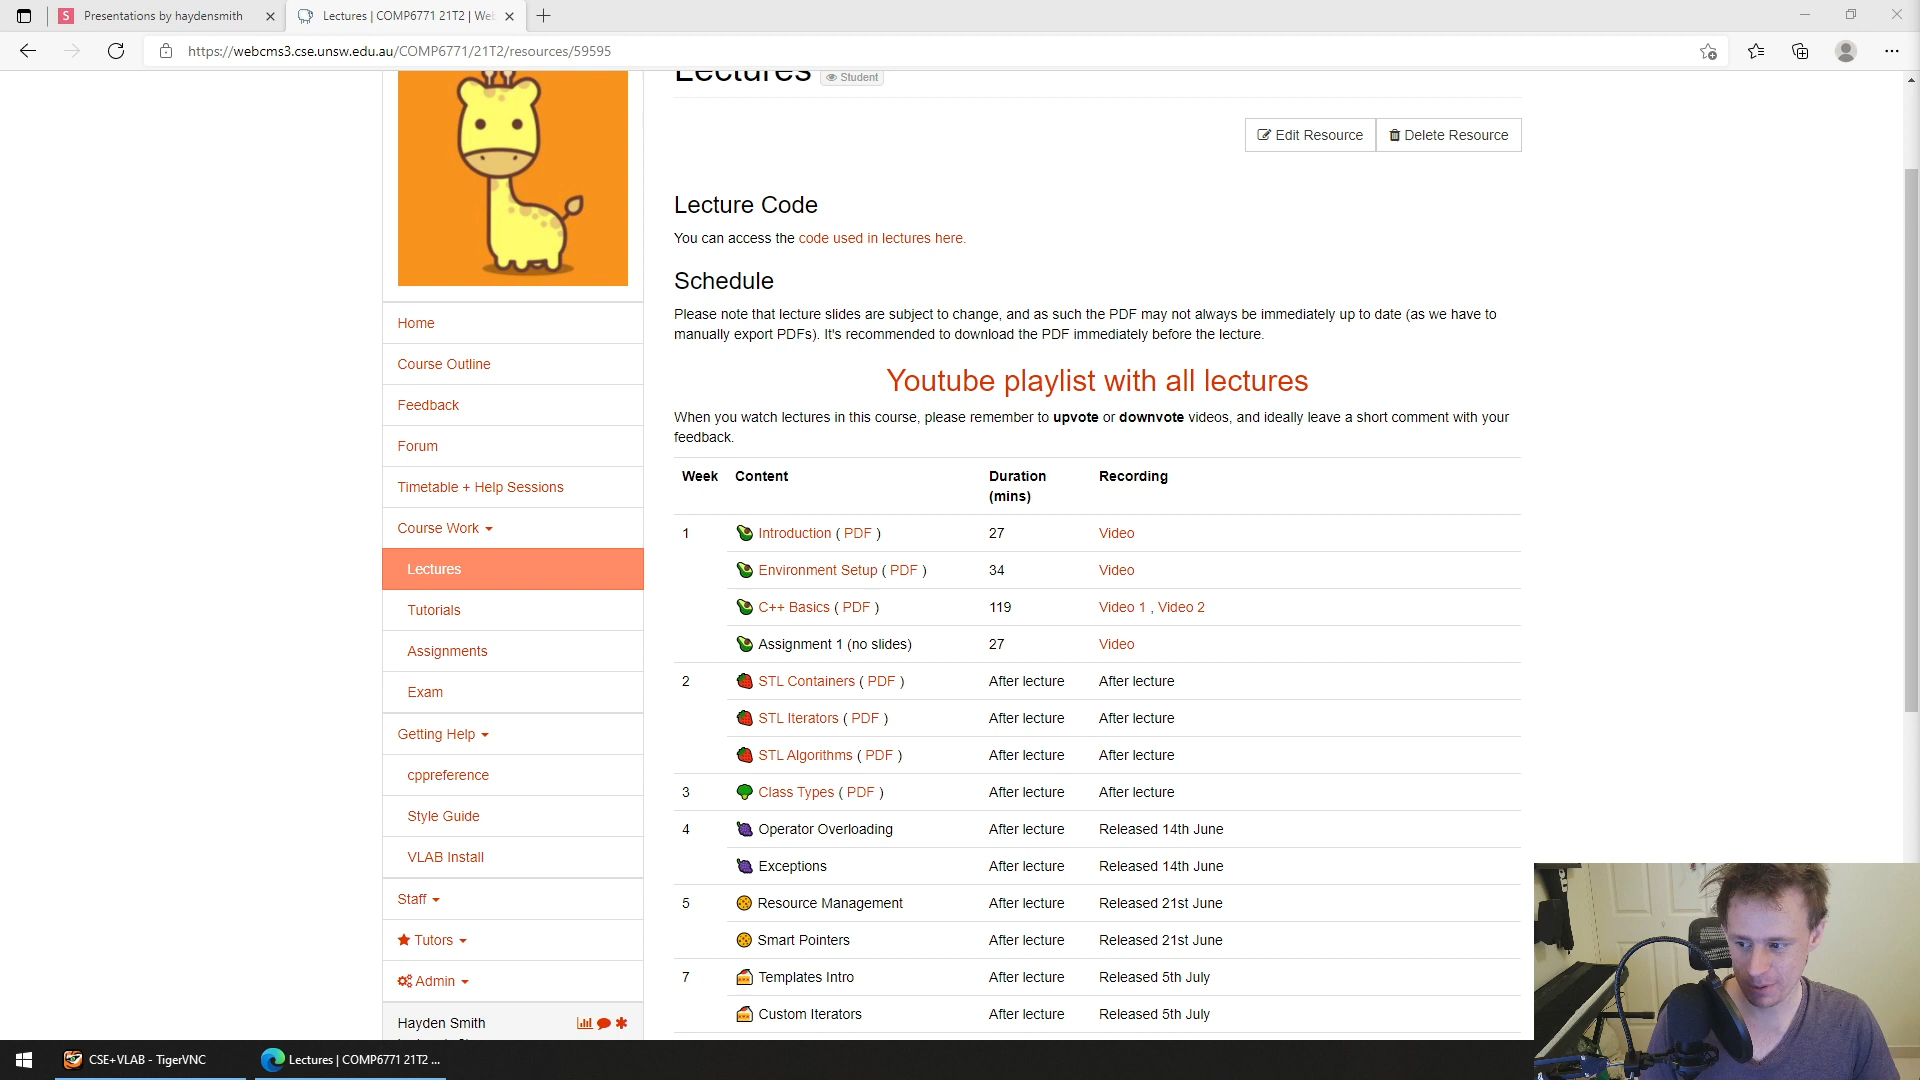 Presentations by haydensmith
Lectures | COMP6771 21T2 | Web
https://webcms3.cse.unsw.edu.au/COMP6771/21T2/resources/59595
Lectures Student
Edit Resource Delete Resource
Lecture Code
You can access the code used in lectures here.
Schedule
Please note that lecture slides are subject to change, and as such the PDF may not always be immediately up to date (as we have to
manually export PDFs). It's recommended to download the PDF immediately before the lecture.
Youtube playlist with all lectures
When you watch lectures in this course, please remember to upvote or downvote videos, and ideally leave a short comment with your
feedback.
Week Content Duration (mins) Recording
1 Introduction ( PDF ) 27 Video
Environment Setup ( PDF ) 34 Video
C++ Basics ( PDF ) 119 Video 1 , Video 2
Assignment 1 (no slides) 27 Video
2 STL Containers ( PDF ) After lecture After lecture
STL Iterators ( PDF ) After lecture After lecture
STL Algorithms ( PDF ) After lecture After lecture
3 Class Types ( PDF ) After lecture After lecture
4 Operator Overloading After lecture Released 14th June
Exceptions After lecture Released 14th June
5 Resource Management After lecture Released 21st June
Smart Pointers After lecture Released 21st June
7 Templates Intro After lecture Released 5th July
Custom Iterators After lecture Released 5th July
Home
Course Outline
Feedback
Forum
Timetable + Help Sessions
Course Work
Lectures
Tutorials
Assignments
Exam
Getting Help
cppreference
Style Guide
VLAB Install
Staff
Tutors
Admin
Hayden Smith
CSE+VLAB - TigerVNC
Lectures | COMP6771 21T2 ...